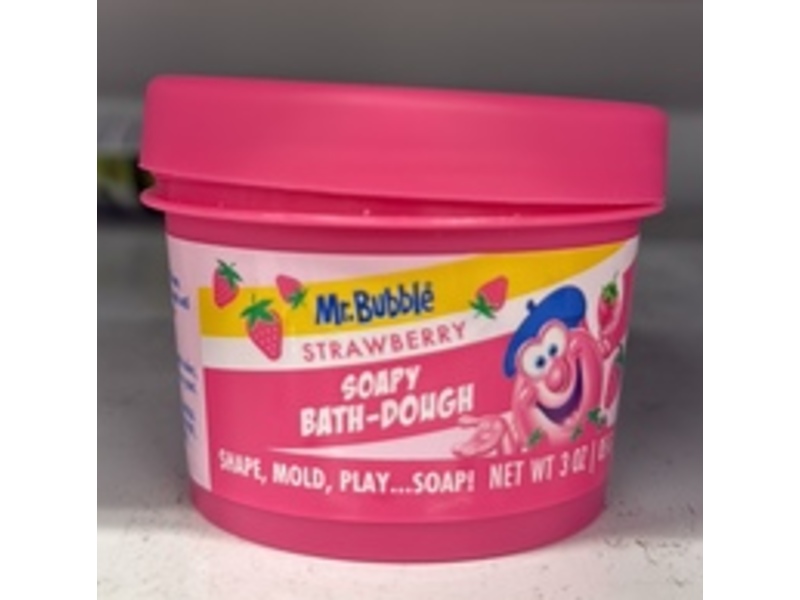 Mr. Bubble
STRAWBERRY
SOAPY
BATH-DOUGH
SHAPE, MOLD, PLAY...SOAP! NET WT 3 OZ |